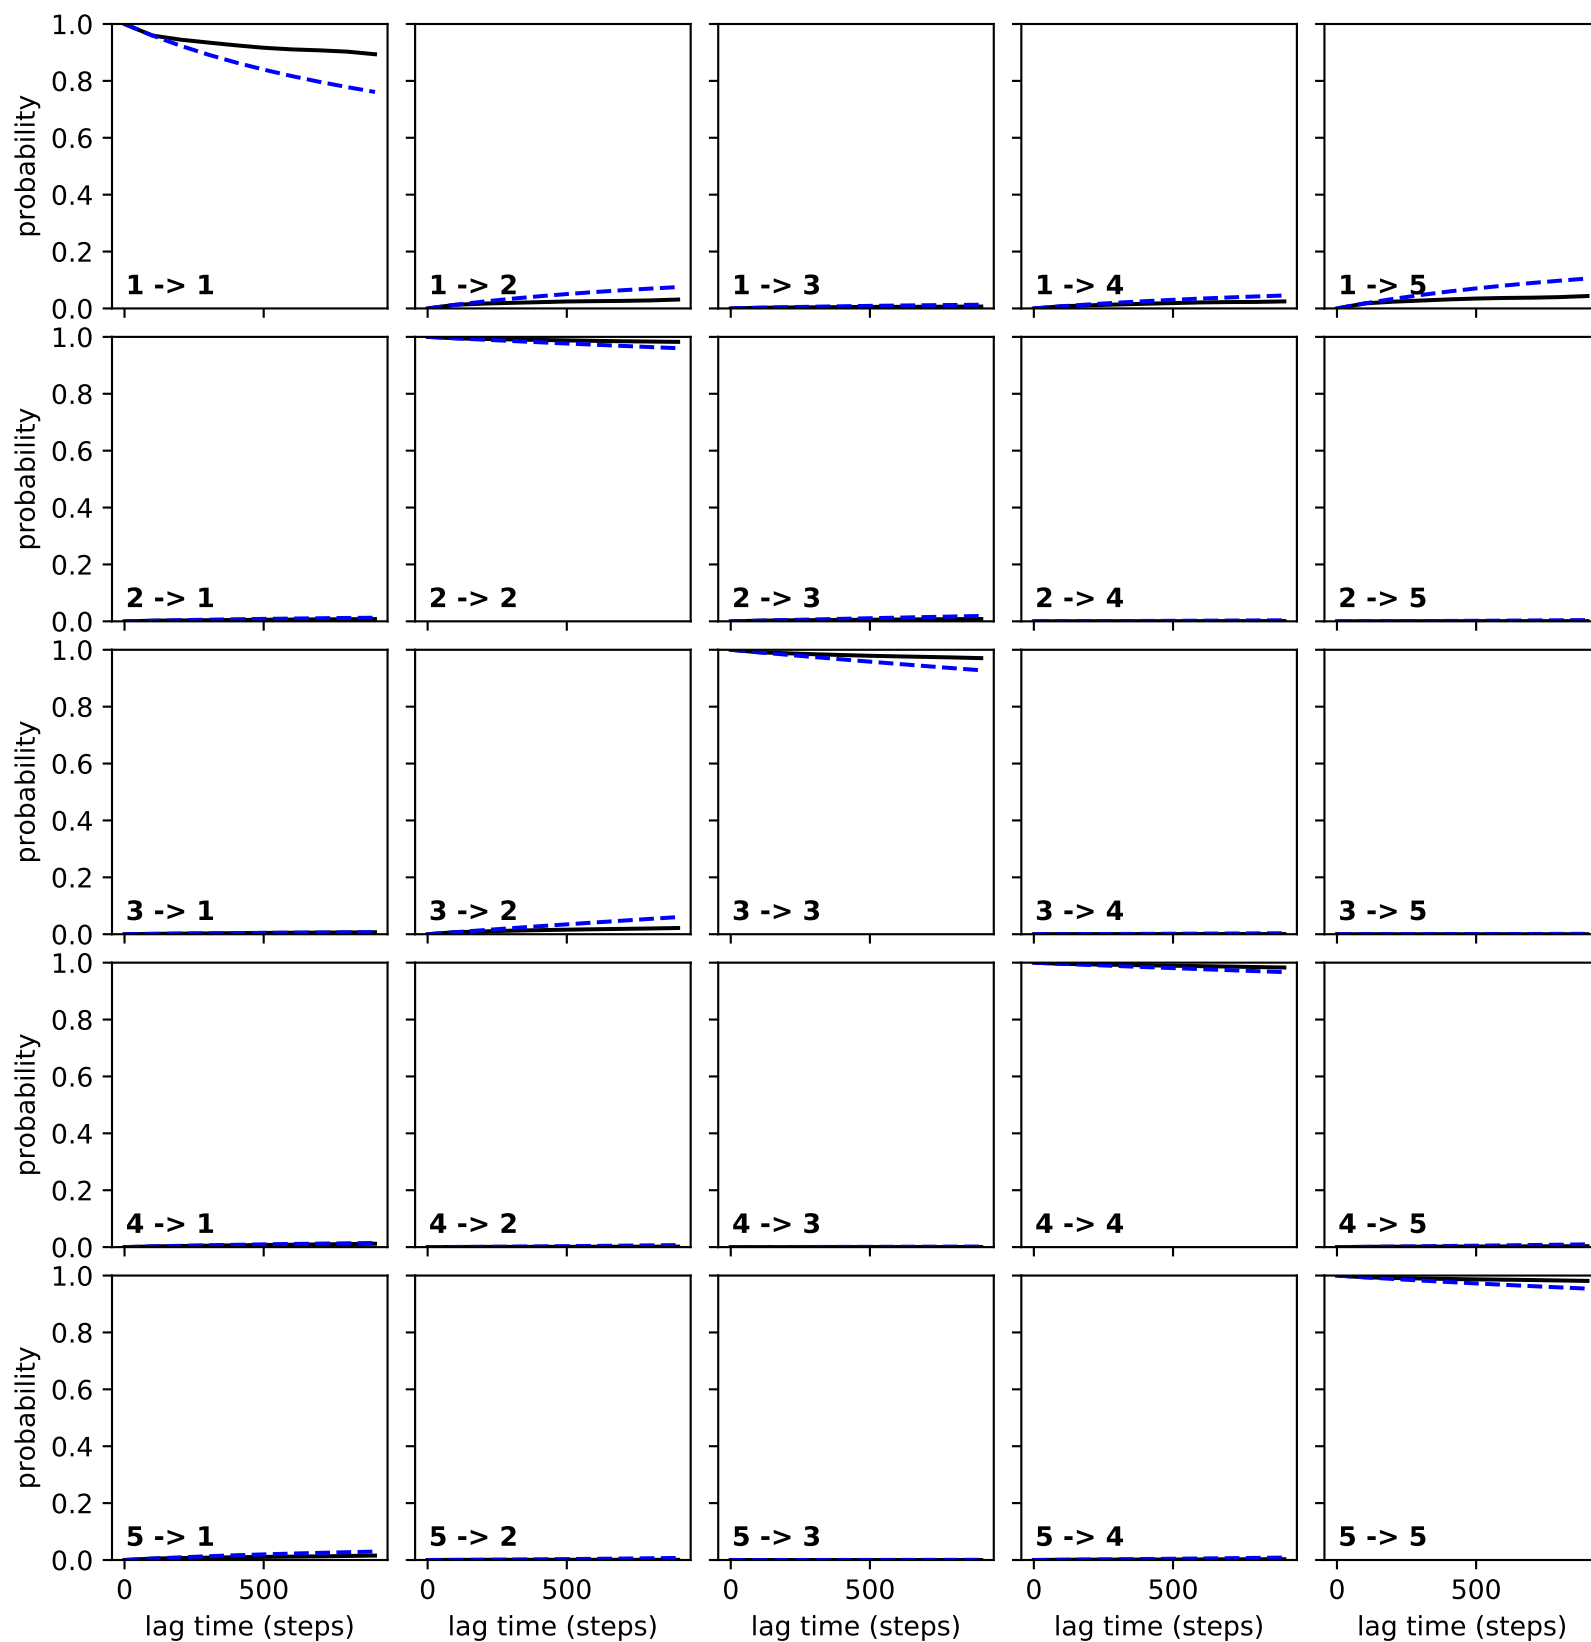 1.0
0.8
0.6
0.4
0.2
0.0
probability
1 -> 1
1 -> 2
1 -> 3
1 -> 4
1 -> 5
1.0
0.8
0.6
0.4
0.2
0.0
probability
2 -> 1
2 -> 2
2 -> 3
2 -> 4
2 -> 5
1.0
0.8
0.6
0.4
0.2
0.0
probability
3 -> 1
3 -> 2
3 -> 3
3 -> 4
3 -> 5
1.0
0.8
0.6
0.4
0.2
0.0
probability
4 -> 1
4 -> 2
4 -> 3
4 -> 4
4 -> 5
1.0
0.8
0.6
0.4
0.2
0.0
probability
5 -> 1
5 -> 2
5 -> 3
5 -> 4
5 -> 5
0 500 0 500 0 500 0 500 0 500
lag time (steps) lag time (steps) lag time (steps) lag time (steps) lag time (steps)